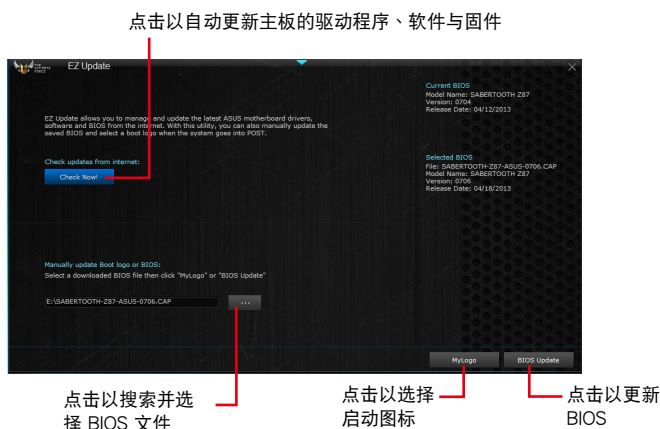 点击以自动更新主板的驱动程序、软件与固件
THE ULTIMATE FORCE
EZ Update
Current BIOS
Model Name: SABERTOOTH Z87
Version: 0704
Release Date: 04/12/2013
EZ Update allows you to manage and update the latest ASUS motherboard drivers,
software and BIOS from the internet. With this utility, you can also manually update the
saved BIOS and select a boot logo when the system goes into POST.
Check updates from internet:
Check Now!
Selected BIOS
File: SABERTOOTH-Z87-ASUS-0706.CAP
Model Name: SABERTOOTH Z87
Version: 0706
Release Date: 04/18/2013
Manually update Boot logo or BIOS:
Select a downloaded BIOS file then click "MyLogo" or "BIOS Update"
E:\SABERTOOTH-Z87-ASUS-0706.CAP
...
MyLogo
BIOS Update
点击以搜索并选
择 BIOS 文件
点击以选择
启动图标
点击以更新
BIOS